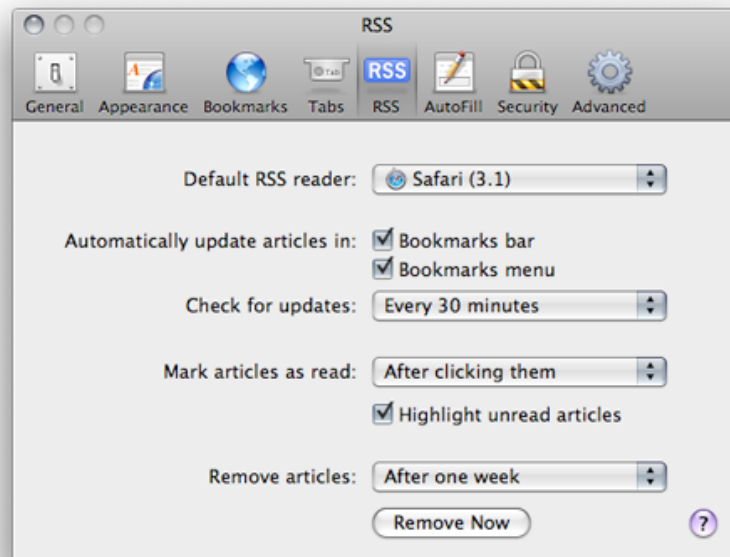 RSS
Tab
RSS
General Appearance Bookmarks Tabs RSS AutoFill Security Advanced
Default RSS reader: Safari (3.1)
Automatically update articles in: Bookmarks bar
Bookmarks menu
Check for updates: Every 30 minutes
Mark articles as read: After clicking them
Highlight unread articles
Remove articles: After one week
Remove Now
?